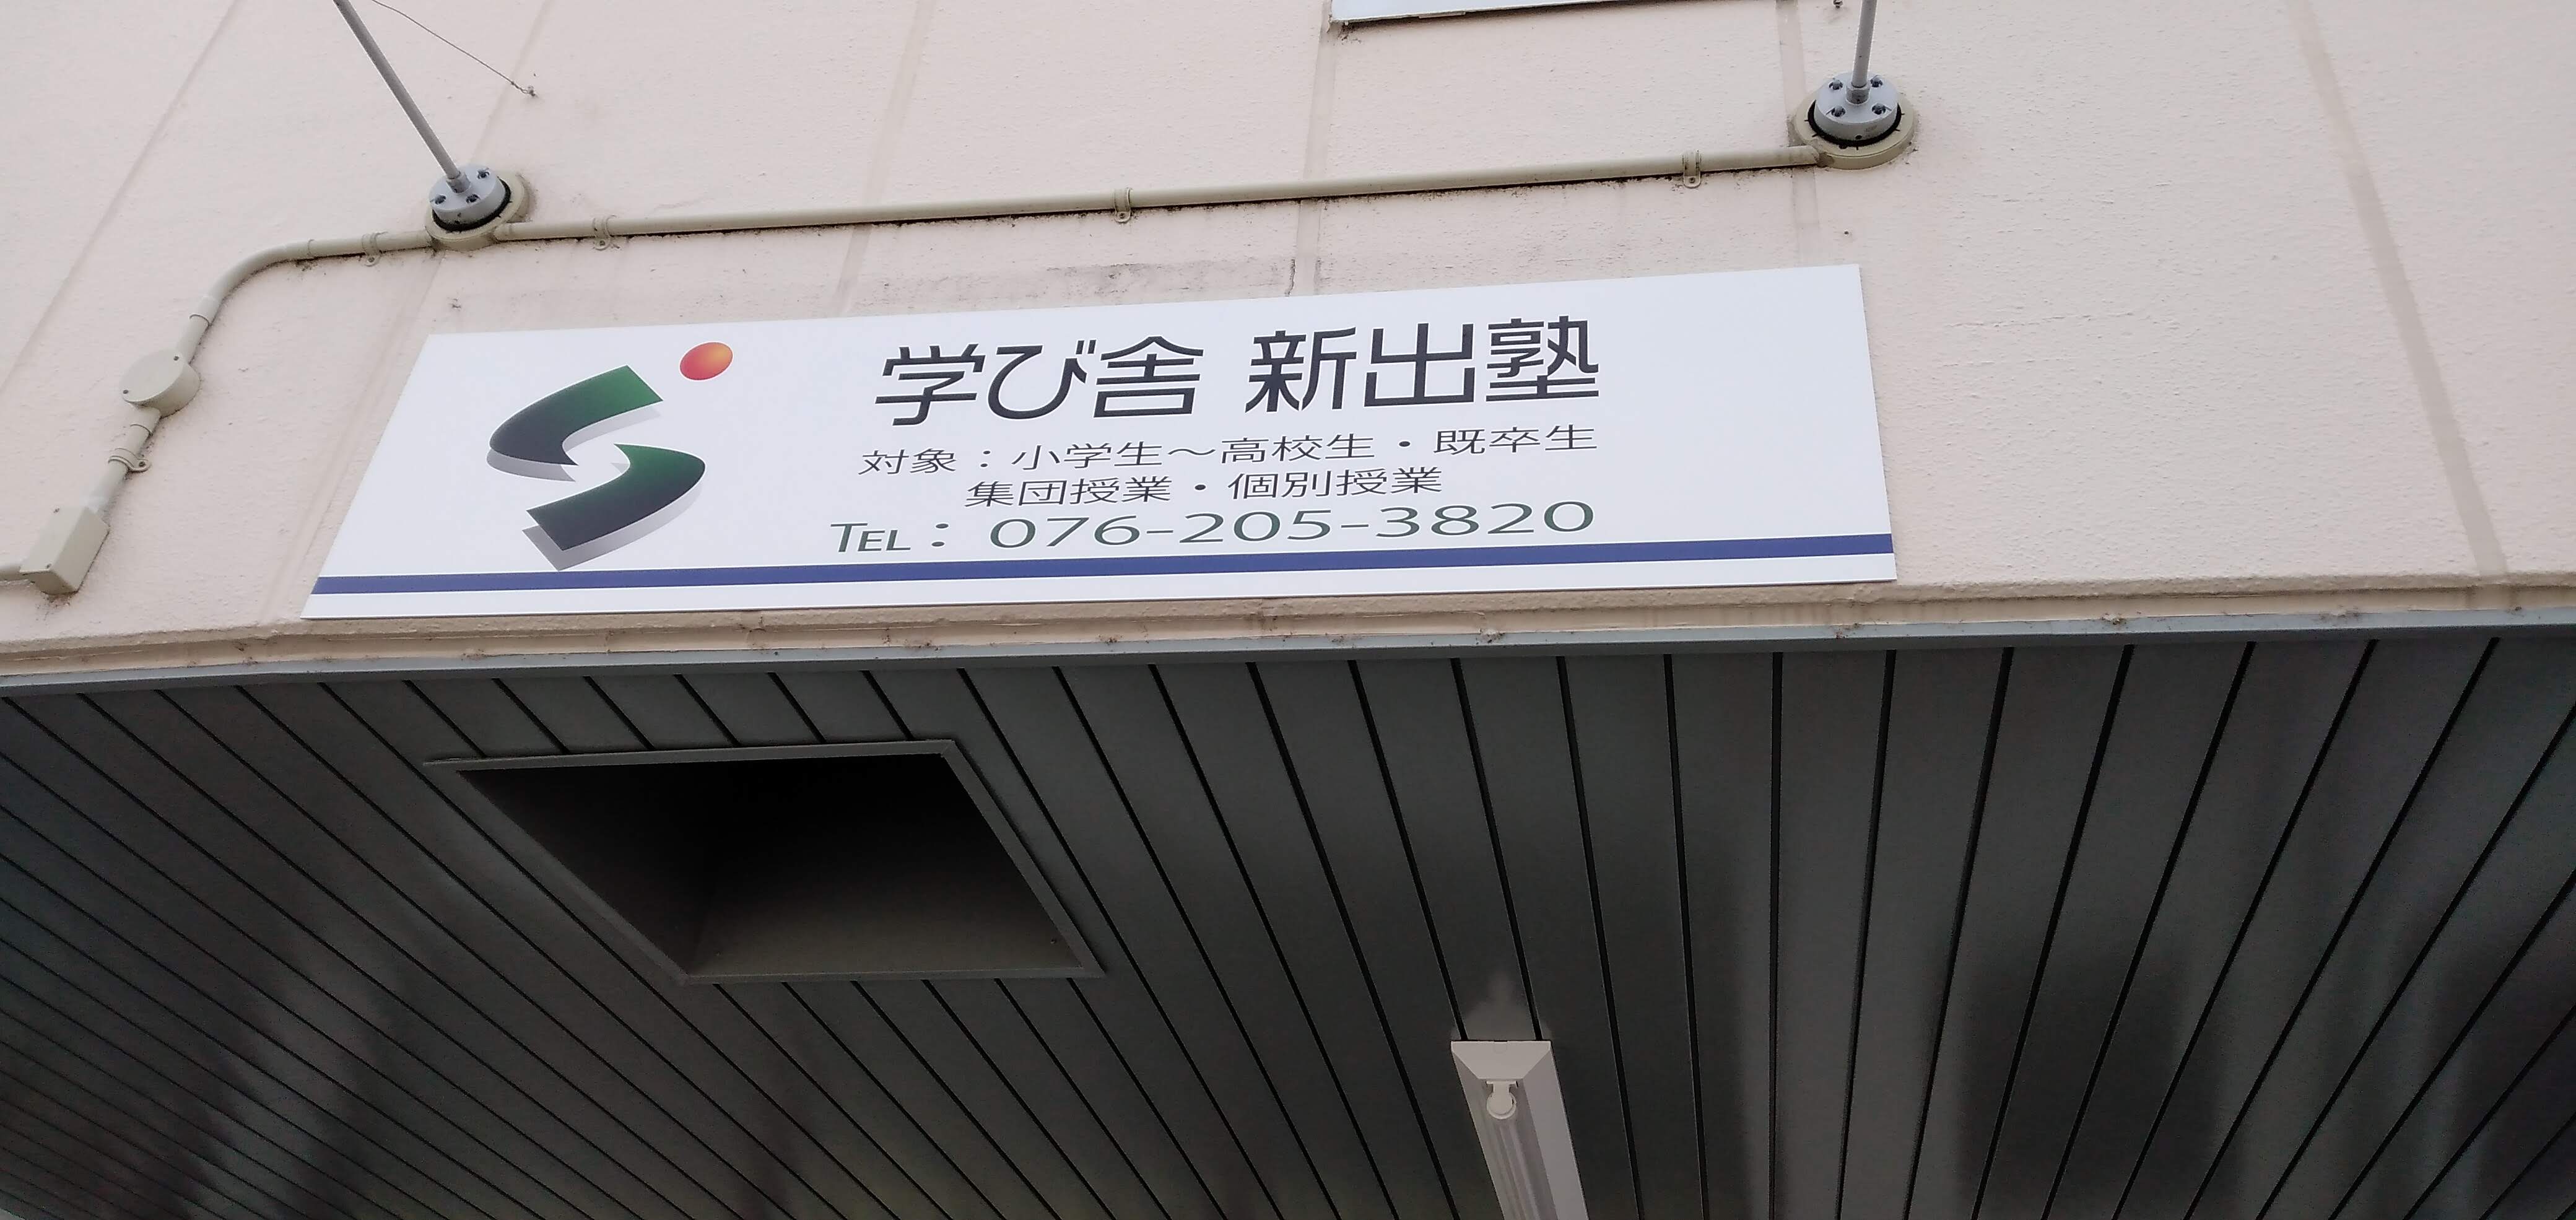 学び舎 新出塾
対象：小学生～高校生・既卒生
集団授業・個別授業
TEL：076-205-3820